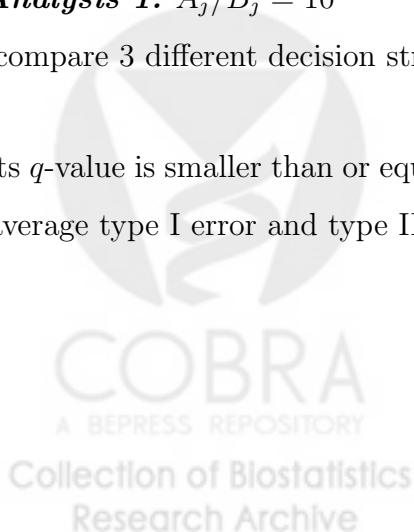 Analysis 1: A_j/B_j = 10
compare 3 different decision str
ts q-value is smaller than or equ
average type I error and type II
COBRA
A BEPRESS REPOSITORY
Collection of Biostatistics
Research Archive